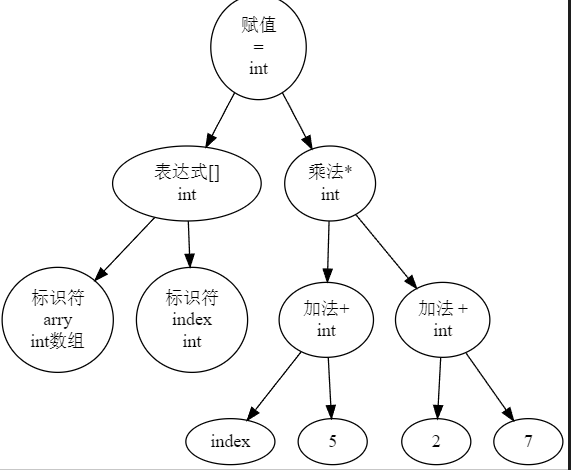 赋值
=
int
表达式[]
int
乘法*
int
标识符
arry
int数组
标识符
index
int
加法+
int
加法 +
int
index
5
2
7